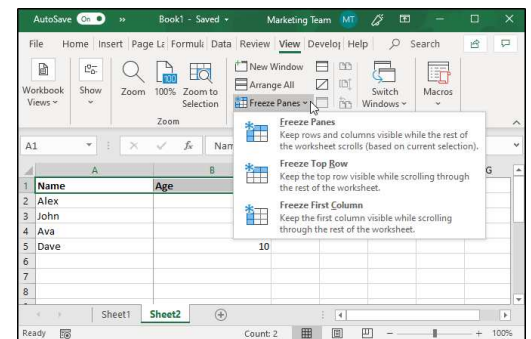 AutoSave On Book1 - Saved Marketing Team MT
File Home Insert Page La Formula Data Review View Develop Help Search
Workbook Views
Show
Zoom
100%
Zoom to Selection
Zoom
New Window
Arrange All
Freeze Panes
Switch Windows
Macros
Freeze Panes
Keep rows and columns visible while the rest of
the worksheet scrolls (based on current selection).
Freeze Top Row
Keep the top row visible while scrolling through
the rest of the worksheet.
Freeze First Column
Keep the first column visible while scrolling
through the rest of the worksheet.
A1 fx Nam
A B G
1 Name Age
2 Alex
3 John
4 Ava
5 Dave 10
6
7
8
Sheet1 Sheet2
Ready Count: 2 100%